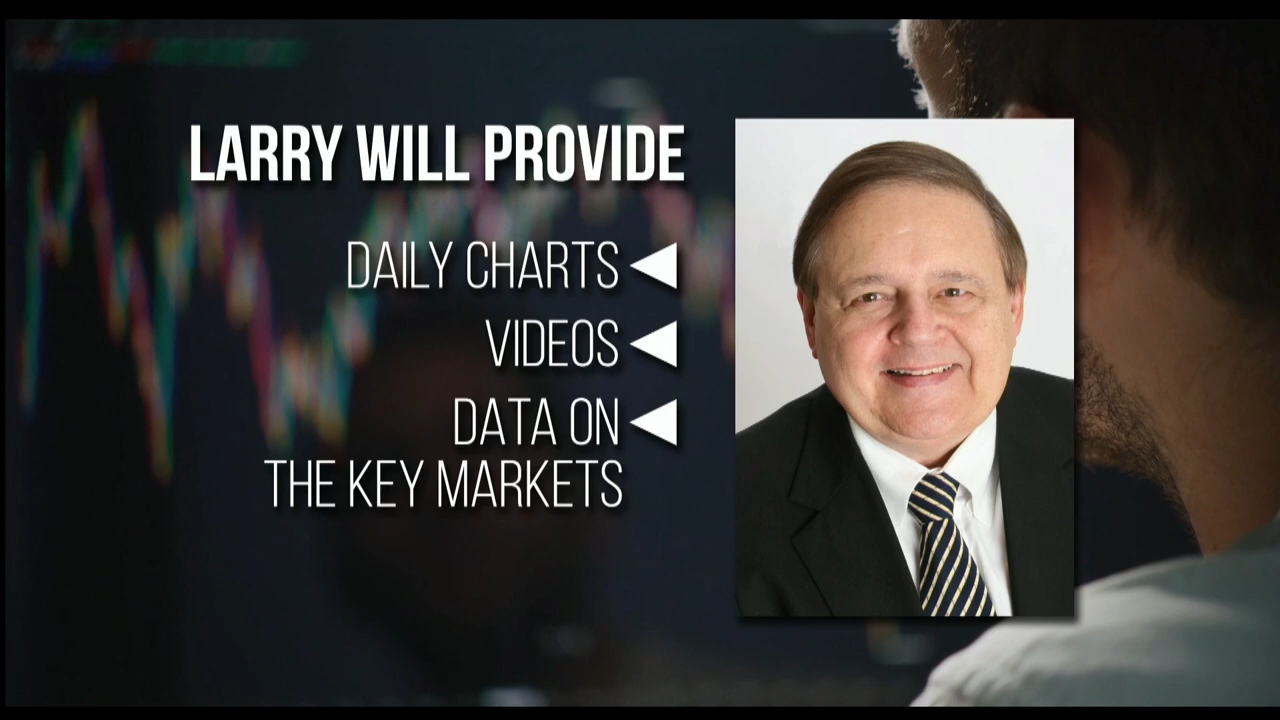 LARRY WILL PROVIDE
DAILY CHARTS
VIDEOS
DATA ON
THE KEY MARKETS